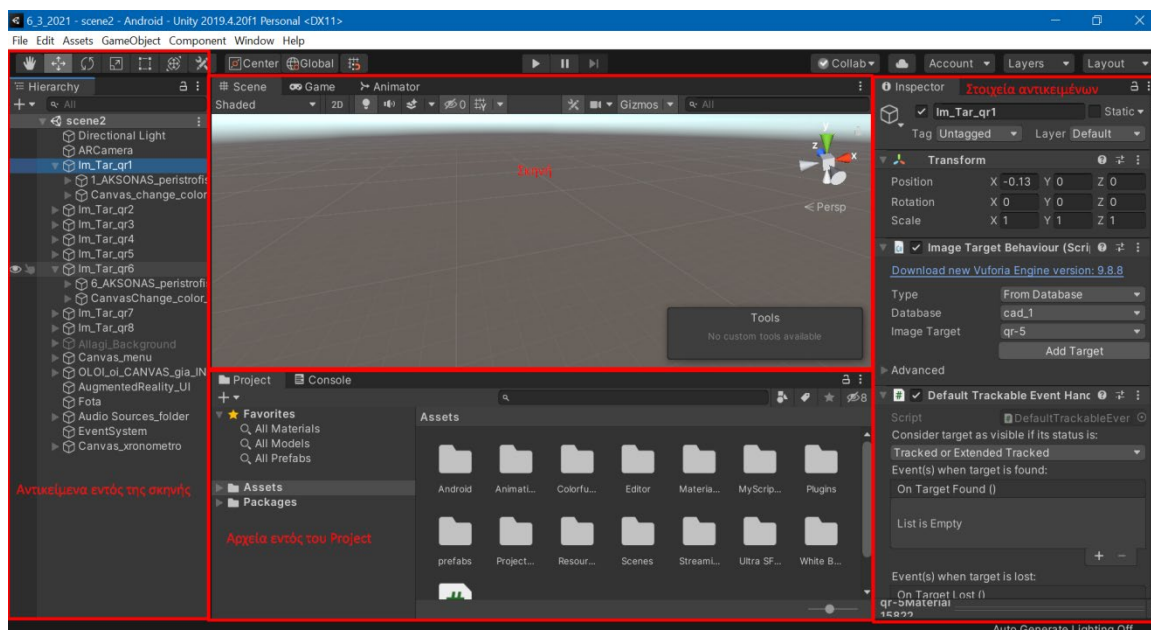 6_3_2021 - scene2 - Android - Unity 2019.4.20f1 Personal <DX11>
File Edit Assets GameObject Component Window Help
Center Global
Collab Account Layers Layout
Hierarchy
All
scene2
Directional Light
ARCamera
Im_Tar_qr1
1_AKSONAS_peristrofis
Canvas_change_color
Im_Tar_qr2
Im_Tar_qr3
Im_Tar_qr4
Im_Tar_qr5
Im_Tar_qr6
6_AKSONAS_peristrofi
CanvasChange_color_
Im_Tar_qr7
Im_Tar_qr8
Allagi_Background
Canvas_menu
OLOI_oi_CANVAS_gia_IN
AugmentedReality_UI
Fota
Audio Sources_folder
EventSystem
Canvas_xronometro
Αντικείμενα εντός της σκηνής
Scene Game Animator
Shaded 2D 0 Gizmos All
Σκηνή
y
z x
Persp
Tools
No custom tools available
Project Console
8
Favorites
All Materials
All Models
All Prefabs
Assets
Packages
Αρχεία εντός του Project
Assets
Android Animati... Colorfu... Editor Materia... MyScrip... Plugins
prefabs Project... Resour... Scenes Streami... Ultra SF... White B...
#
Inspector Στοιχεία αντικειμένων
Im_Tar_qr1 Static
Tag Untagged Layer Default
Transform
Position X -0.13 Y 0 Z 0
Rotation X 0 Y 0 Z 0
Scale X 1 Y 1 Z 1
Image Target Behaviour (Scri
Download new Vuforia Engine version: 9.8.8
Type From Database
Database cad_1
Image Target qr-5
Add Target
Advanced
# Default Trackable Event Hanc
Script DefaultTrackableEver
Consider target as visible if its status is:
Tracked or Extended Tracked
Event(s) when target is found:
On Target Found ()
List is Empty
+ −
Event(s) when target is lost:
On Target Lost ()
qr-5Material
15822
Auto Generate Lighting Off